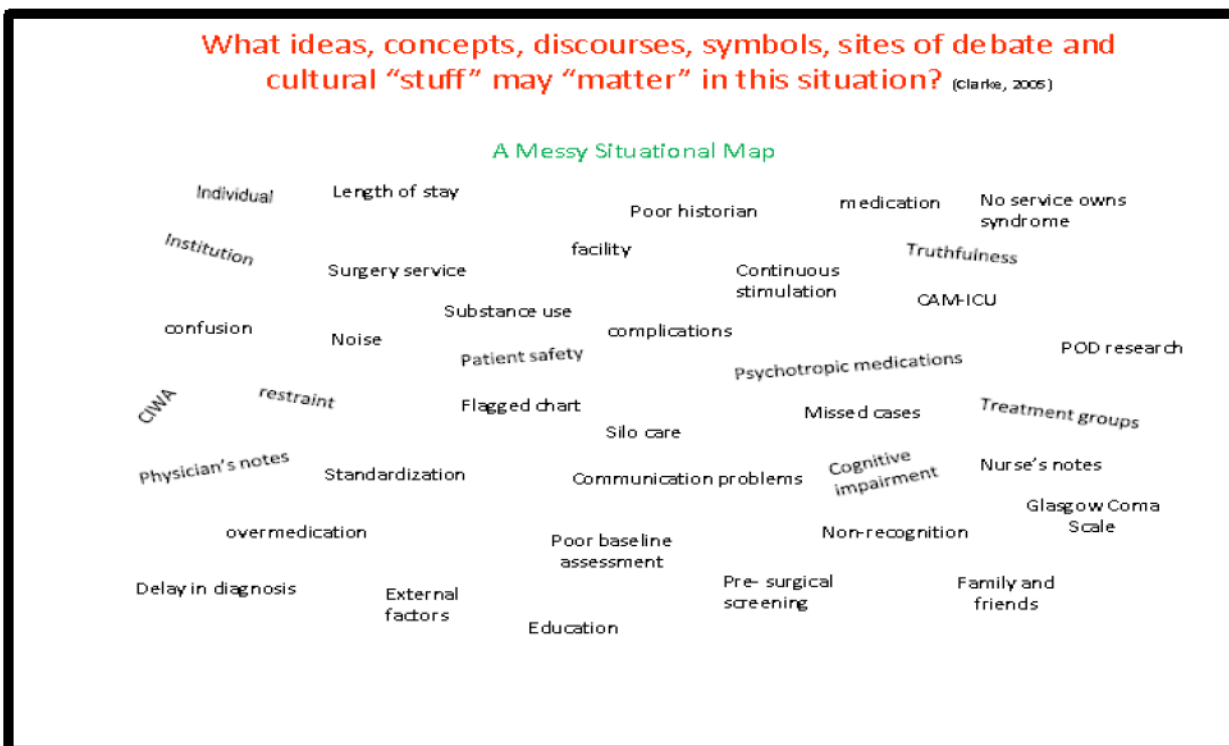 What ideas, concepts, discourses, symbols, sites of debate and
cultural “stuff” may “matter” in this situation? (Clarke, 2005)
A Messy Situational Map
Individual
Length of stay
Poor historian
medication
No service owns
syndrome
Institution
Surgery service
facility
Continuous
stimulation
Truthfulness
CAM-ICU
confusion
Noise
Substance use
complications
POD research
Patient safety
Psychotropic medications
CIWA
restraint
Flagged chart
Missed cases
Treatment groups
Silo care
Physician’s notes
Standardization
Communication problems
Cognitive
impairment
Nurse’s notes
Glasgow Coma
Scale
overmedication
Poor baseline
assessment
Non-recognition
Delay in diagnosis
External
factors
Pre- surgical
screening
Family and
friends
Education